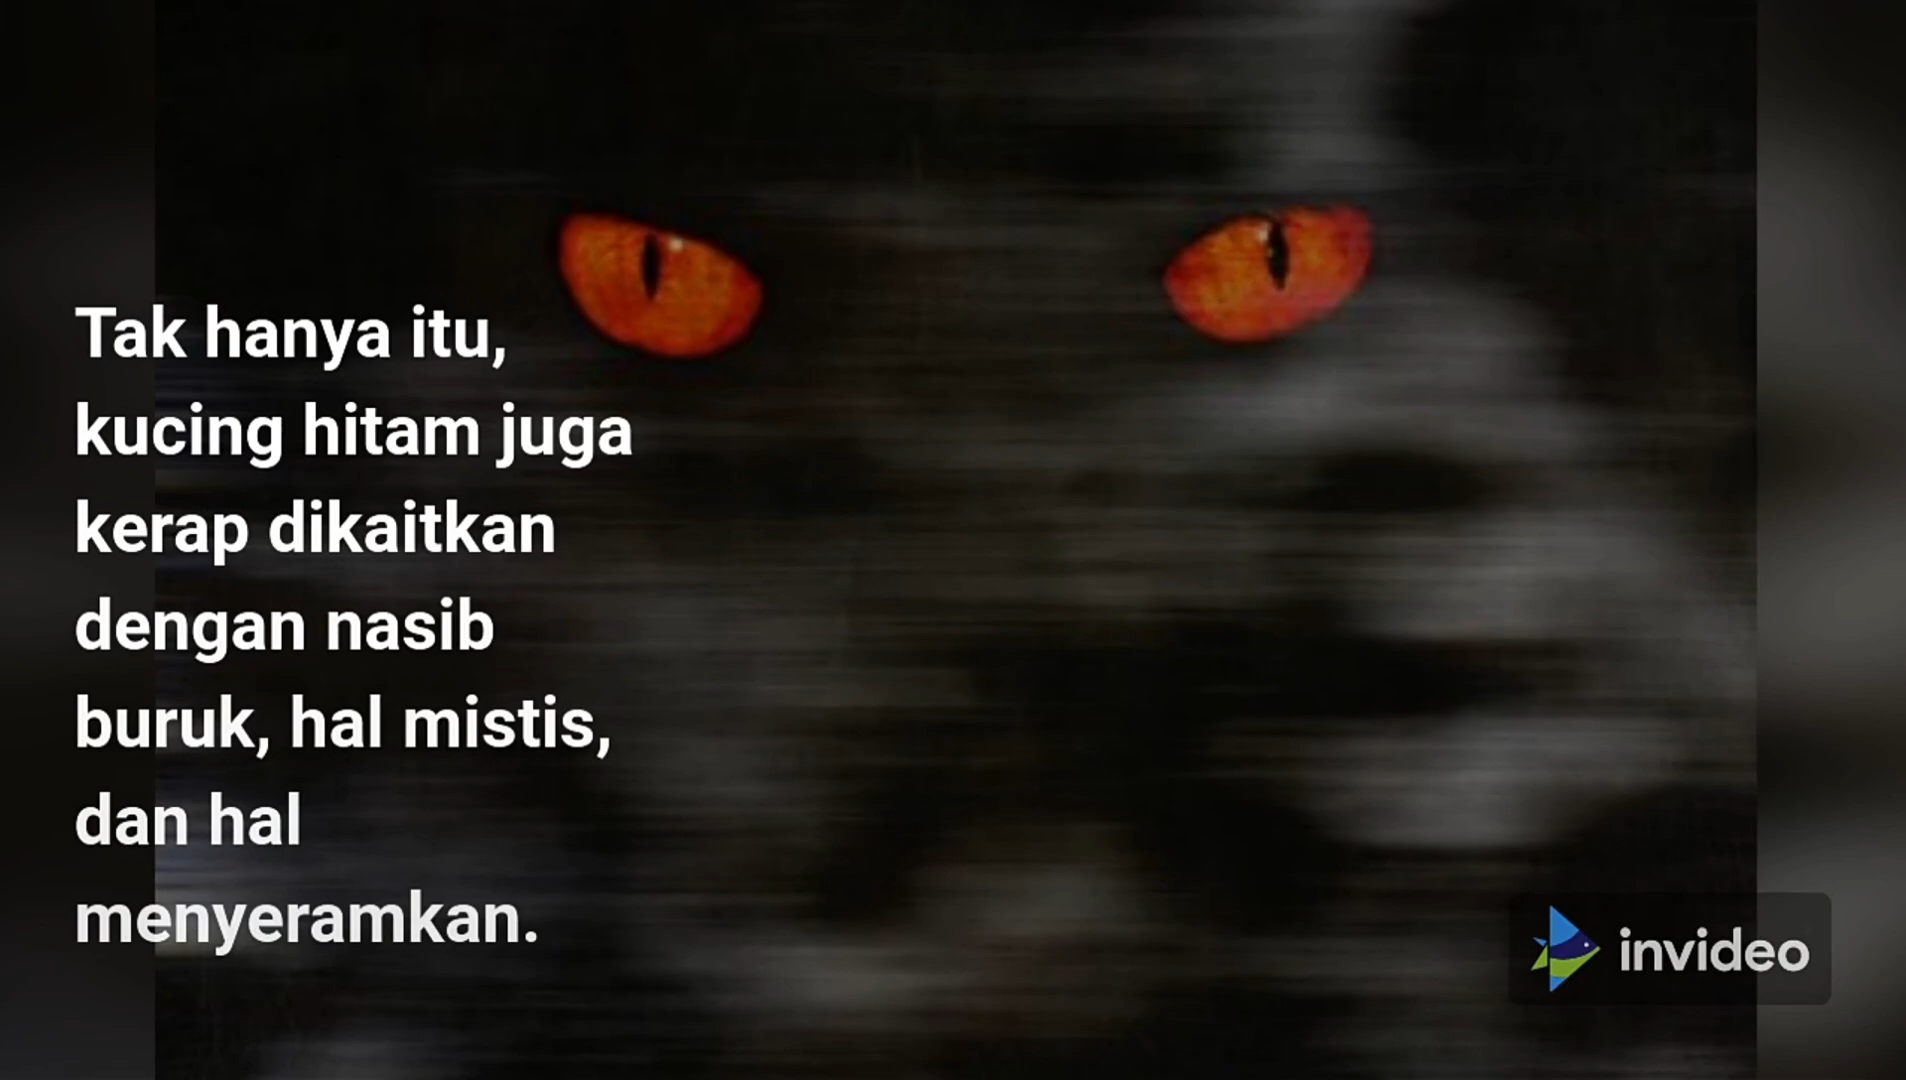 Tak hanya itu,
kucing hitam juga
kerap dikaitkan
dengan nasib
buruk, hal mistis,
dan hal
menyeramkan.
invideo